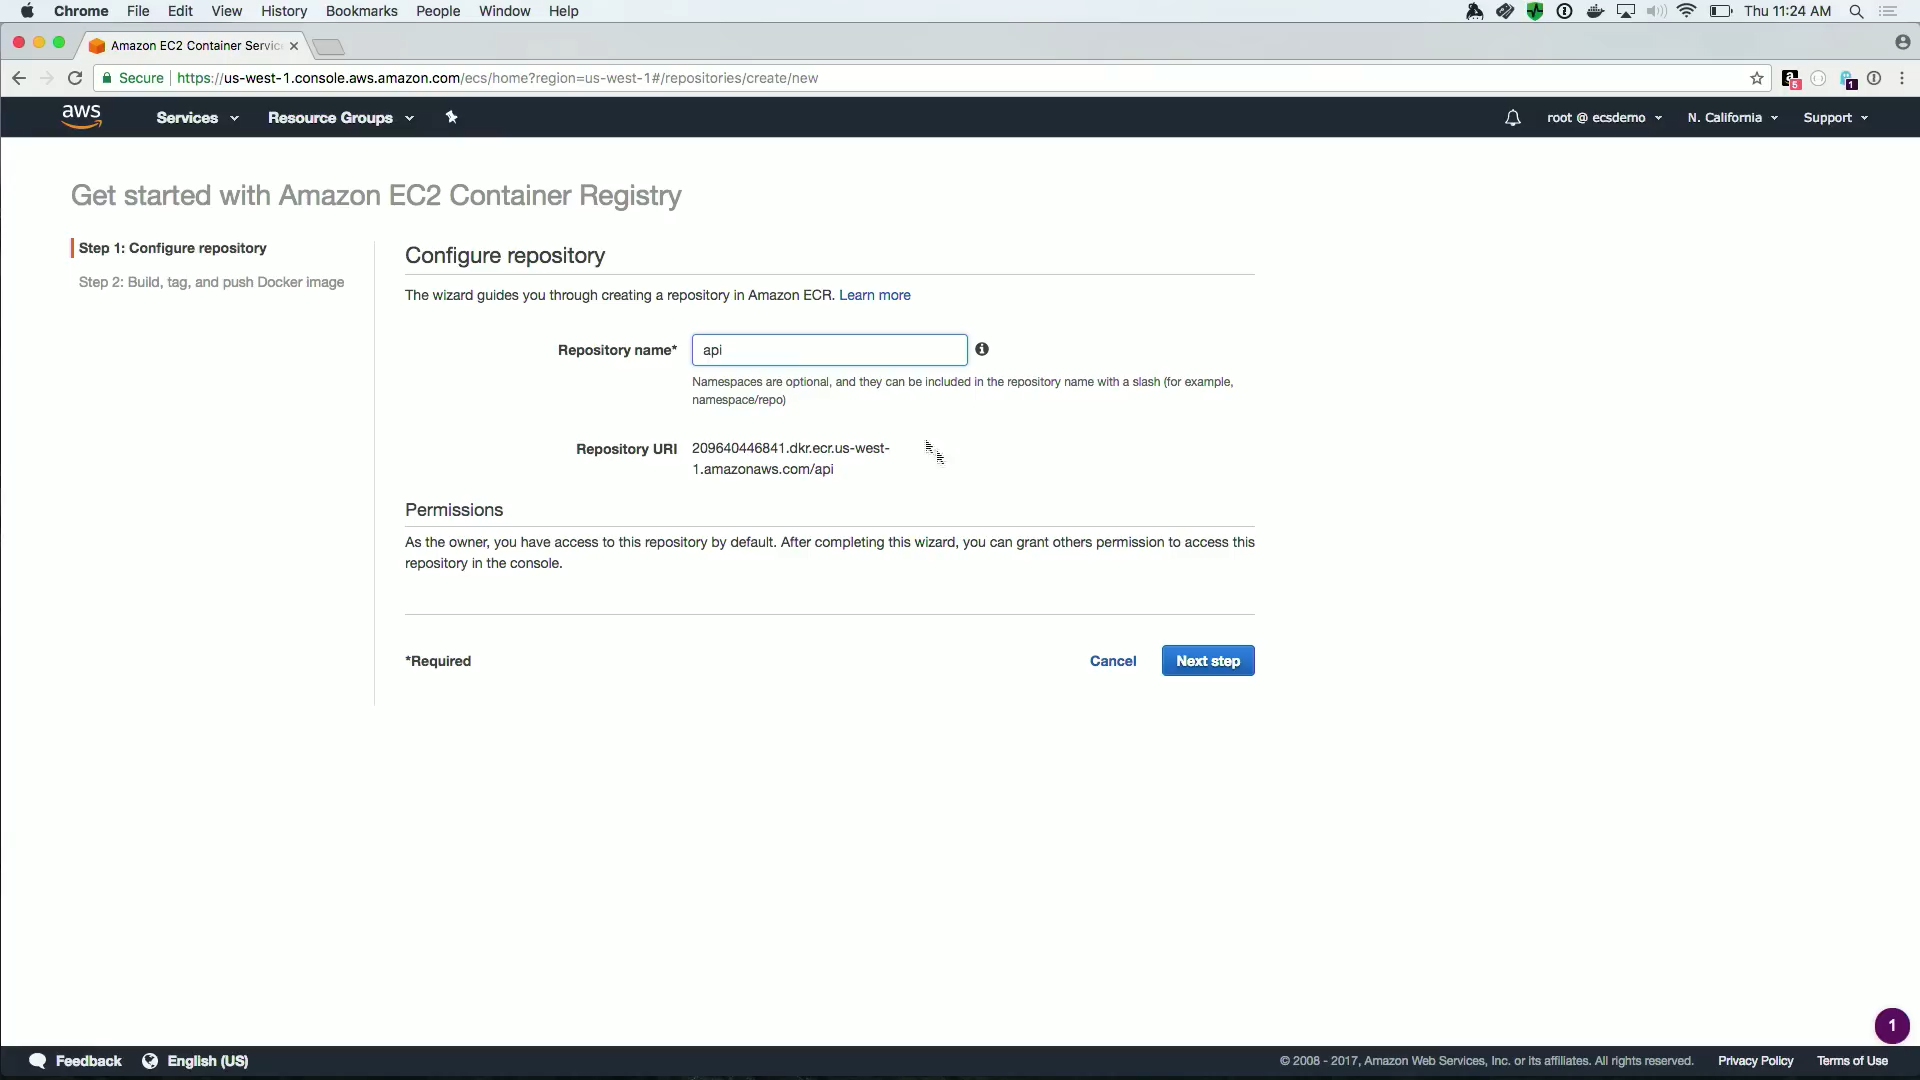 Chrome File Edit View History Bookmarks People Window Help Thu 11:24 AM
Amazon EC2 Container Servic
Secure https://us-west-1.console.aws.amazon.com/ecs/home?region=us-west-1#/repositories/create/new 5 1
aws Services Resource Groups root @ ecsdemo N. California Support
Get started with Amazon EC2 Container Registry
Step 1: Configure repository
Step 2: Build, tag, and push Docker image
Configure repository
The wizard guides you through creating a repository in Amazon ECR. Learn more
Repository name* api
Namespaces are optional, and they can be included in the repository name with a slash (for example,
namespace/repo)
Repository URI 209640446841.dkr.ecr.us-west-
1.amazonaws.com/api
Permissions
As the owner, you have access to this repository by default. After completing this wizard, you can grant others permission to access this
repository in the console.
*Required Cancel Next step
1
Feedback English (US) © 2008 - 2017, Amazon Web Services, Inc. or its affiliates. All rights reserved. Privacy Policy Terms of Use